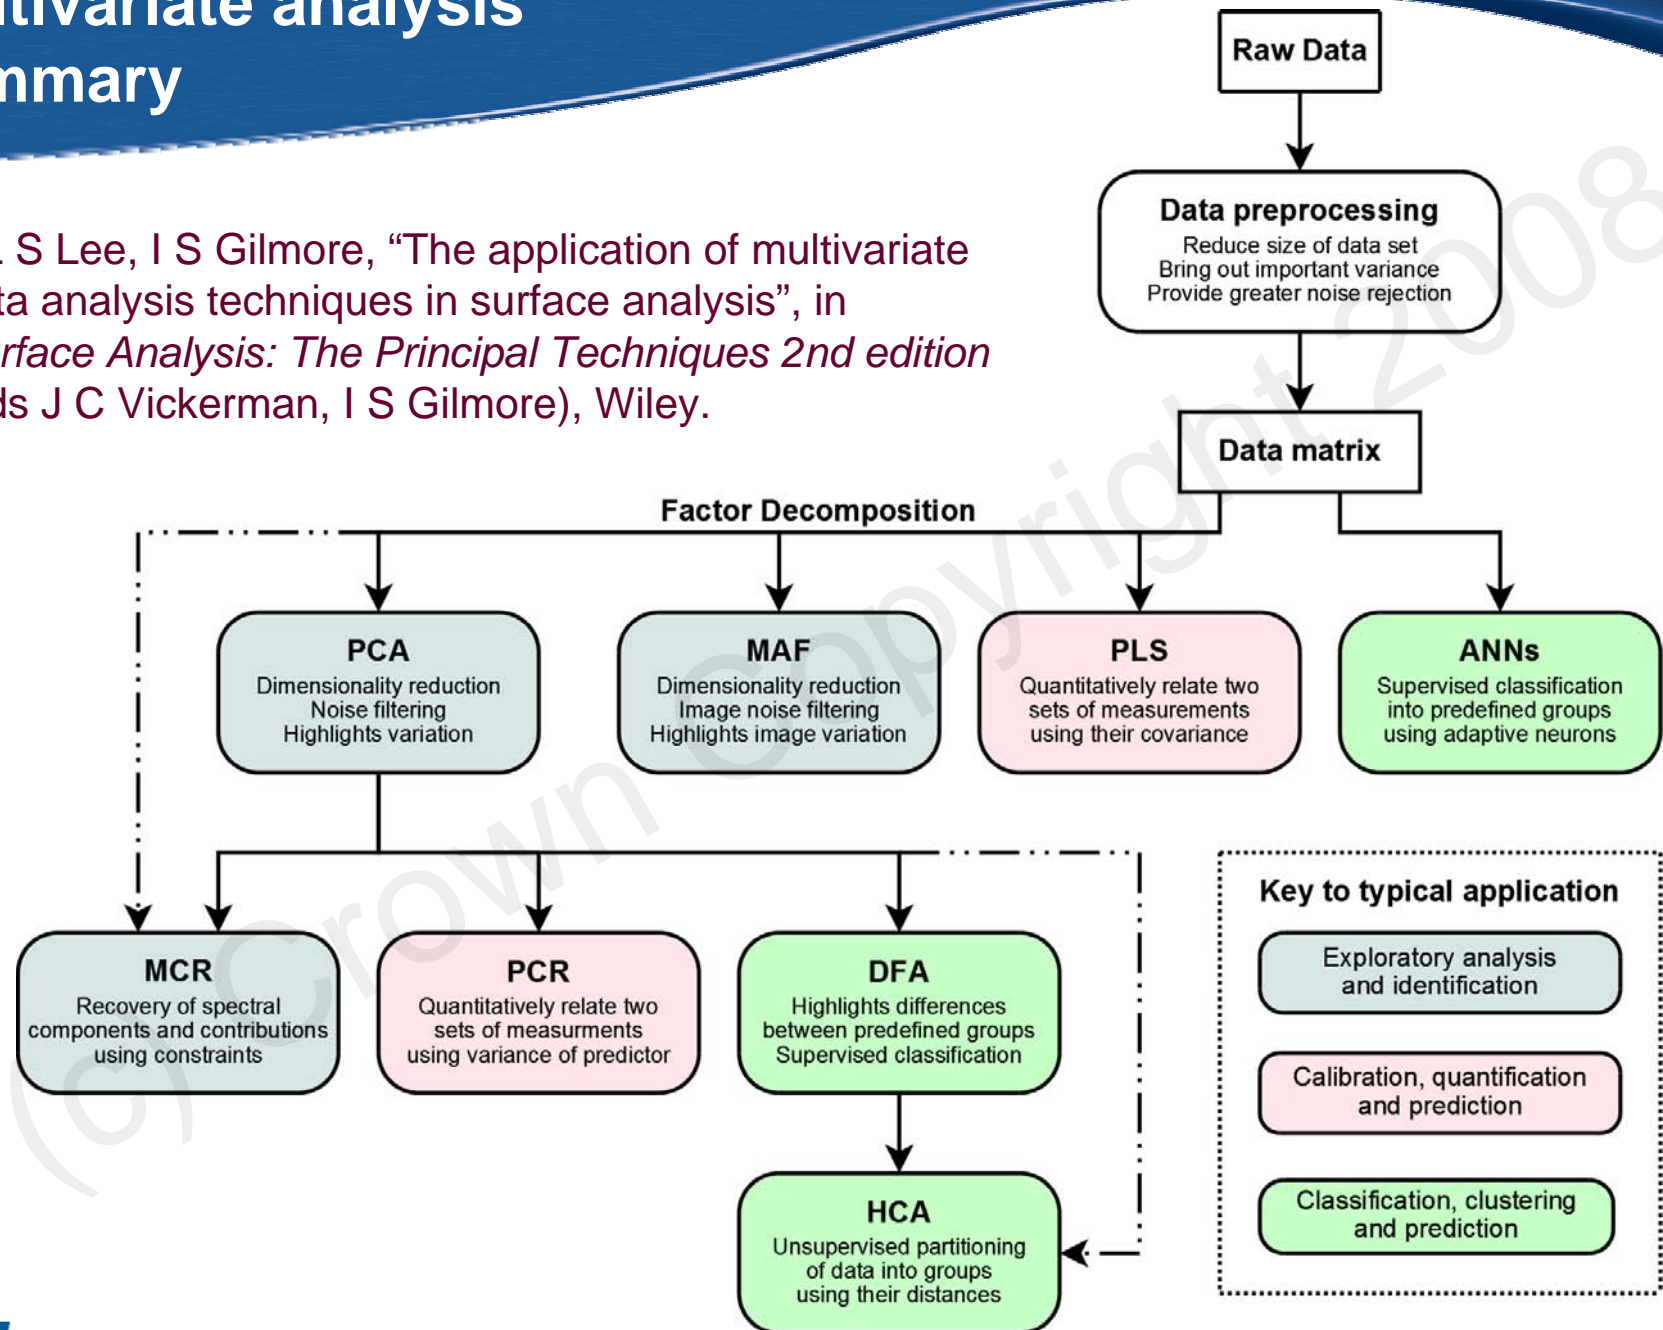 analysis
Raw Data
S Lee, I S Gilmore, “The application of multivariate
analysis techniques in surface analysis”, in
Analysis: The Principal Techniques 2nd edition
J C Vickerman, I S Gilmore), Wiley.
Data preprocessing
Reduce size of data set
Bring out important variance
Provide greater noise rejection
Data matrix
Factor Decomposition
PCA
Dimensionality reduction
Noise filtering
Highlights variation
MAF
Dimensionality reduction
Image noise filtering
Highlights image variation
PLS
Quantitatively relate two
sets of measurements
using their covariance
ANNs
Supervised classification
into predefined groups
using adaptive neurons
MCR
Recovery of spectral
components and contributions
using constraints
PCR
Quantitatively relate two
sets of measurments
using variance of predictor
DFA
Highlights differences
between predefined groups
Supervised classification
HCA
Unsupervised partitioning
of data into groups
using their distances
Key to typical application
Exploratory analysis
and identification
Calibration, quantification
and prediction
Classification, clustering
and prediction
(c) Crown Copyright 2008